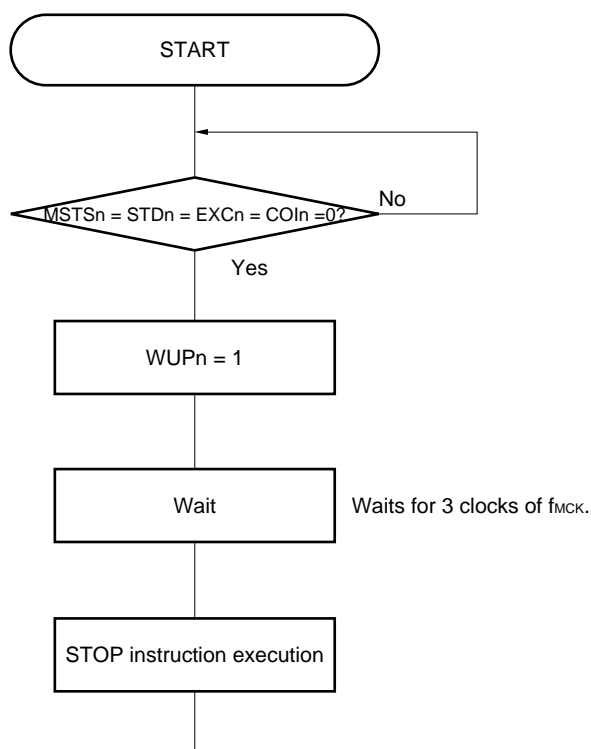 START
MSTSn = STDn = EXCn = COIn =0?
No
Yes
WUPn = 1
Wait
Waits for 3 clocks of fMCK.
STOP instruction execution